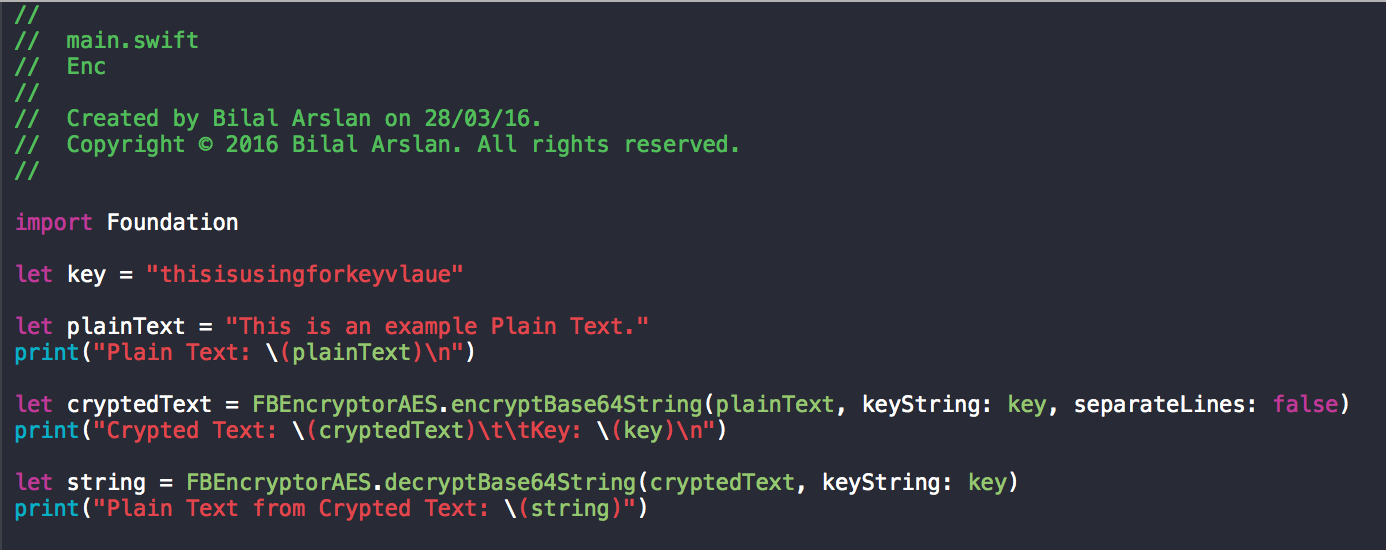 //
//  main.swift
//  Enc
//
//  Created by Bilal Arslan on 28/03/16.
//  Copyright © 2016 Bilal Arslan. All rights reserved.
//
import Foundation
let key = "thisisusingforkeyvlaue"
let plainText = "This is an example Plain Text."
print("Plain Text: \(plainText)\n")
let cryptedText = FBEncryptorAES.encryptBase64String(plainText, keyString: key, separateLines: false)
print("Crypted Text: \(cryptedText)\t\tKey: \(key)\n")
let string = FBEncryptorAES.decryptBase64String(cryptedText, keyString: key)
print("Plain Text from Crypted Text: \(string)")